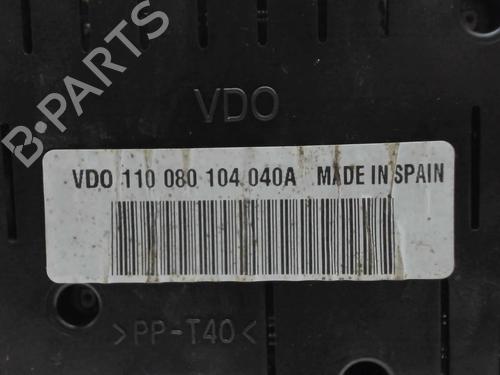 B-PARTS
VDO
VDO 110 080 104 040A MADE IN SPAIN
>PP-T40<